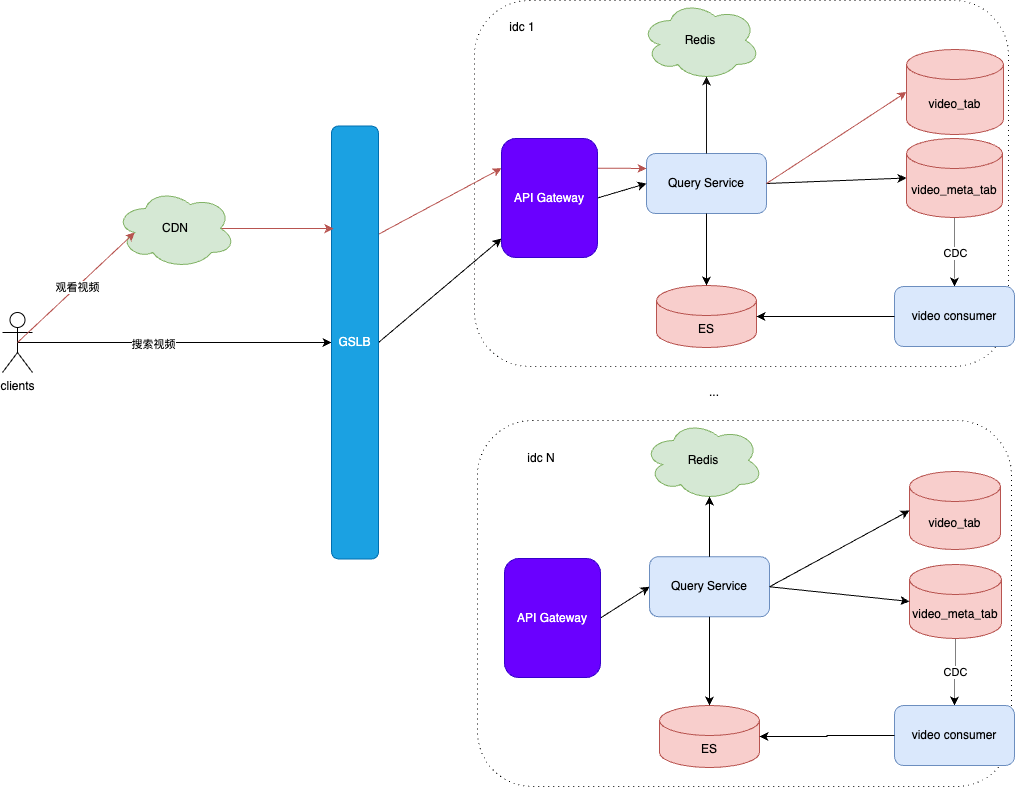 idc 1
Redis
video_tab
API Gateway
Query Service
video_meta_tab
CDN
CDC
观看视频
video consumer
ES
搜索视频
GSLB
clients
...
idc N
Redis
video_tab
Query Service
API Gateway
video_meta_tab
CDC
video consumer
ES